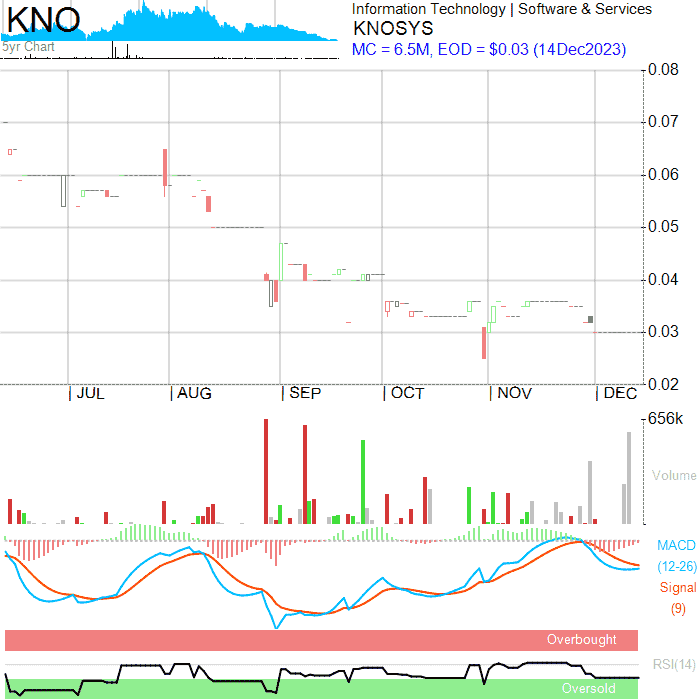 KNO
5yr Chart
Information Technology | Software & Services
KNOSYS
MC = 6.5M, EOD = $0.03 (14Dec2023)
0.08
0.07
0.06
0.05
0.04
0.03
0.02
| JUL | AUG | SEP | OCT | NOV | DEC
656k
Volume
MACD
(12-26)
Signal
(9)
Overbought
RSI(14)
Oversold